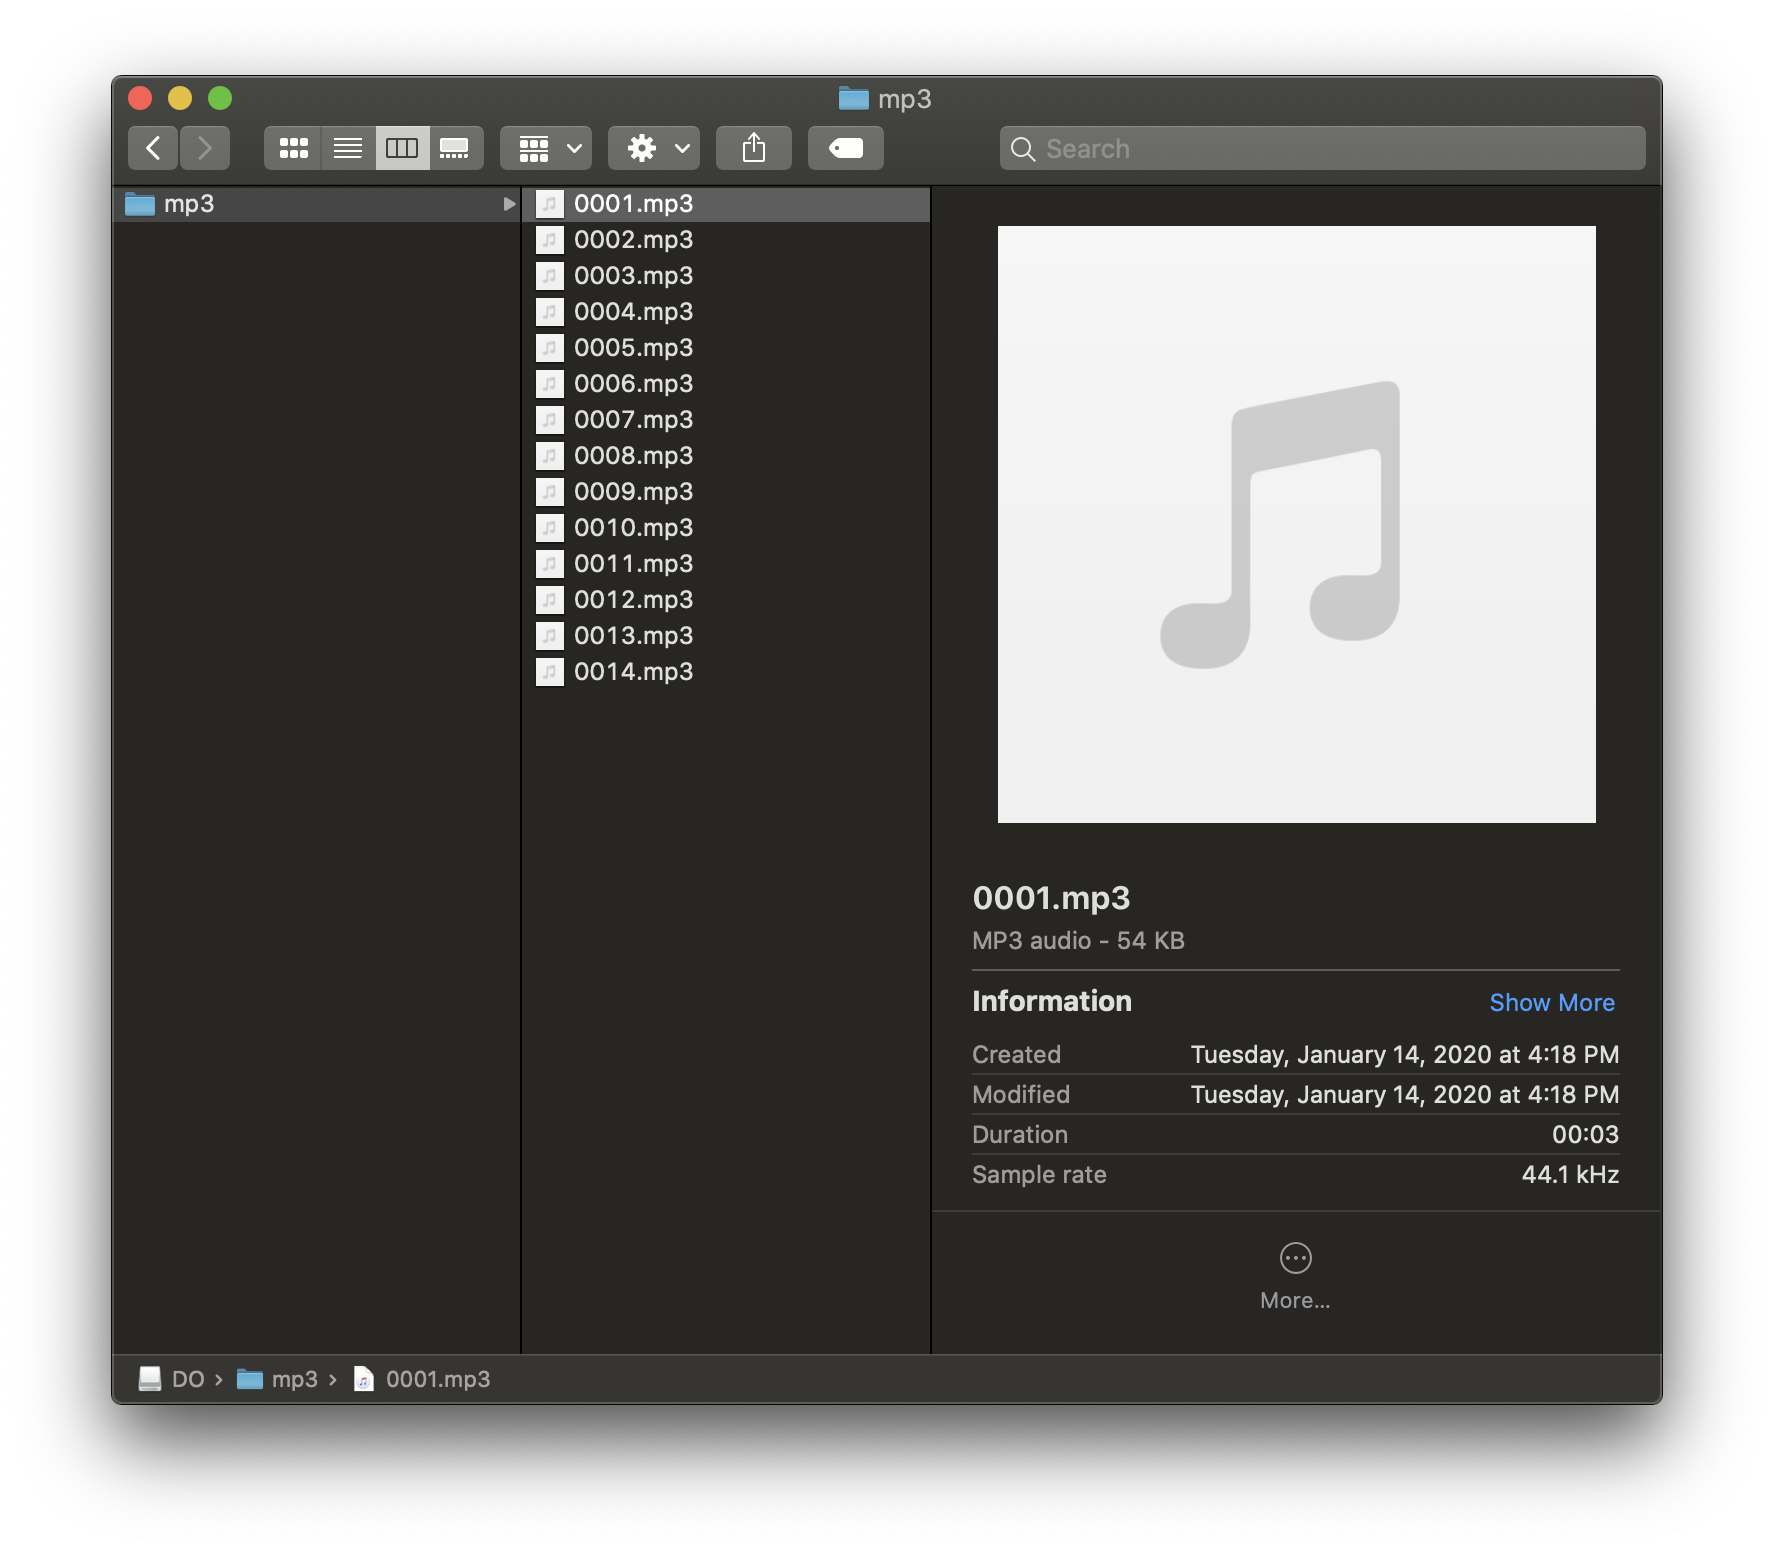 mp3
Search
mp3
0001.mp3
0002.mp3
0003.mp3
0004.mp3
0005.mp3
0006.mp3
0007.mp3
0008.mp3
0009.mp3
0010.mp3
0011.mp3
0012.mp3
0013.mp3
0014.mp3
0001.mp3
MP3 audio - 54 KB
Information Show More
Created Tuesday, January 14, 2020 at 4:18 PM
Modified Tuesday, January 14, 2020 at 4:18 PM
Duration 00:03
Sample rate 44.1 kHz
More...
DO › mp3 › 0001.mp3